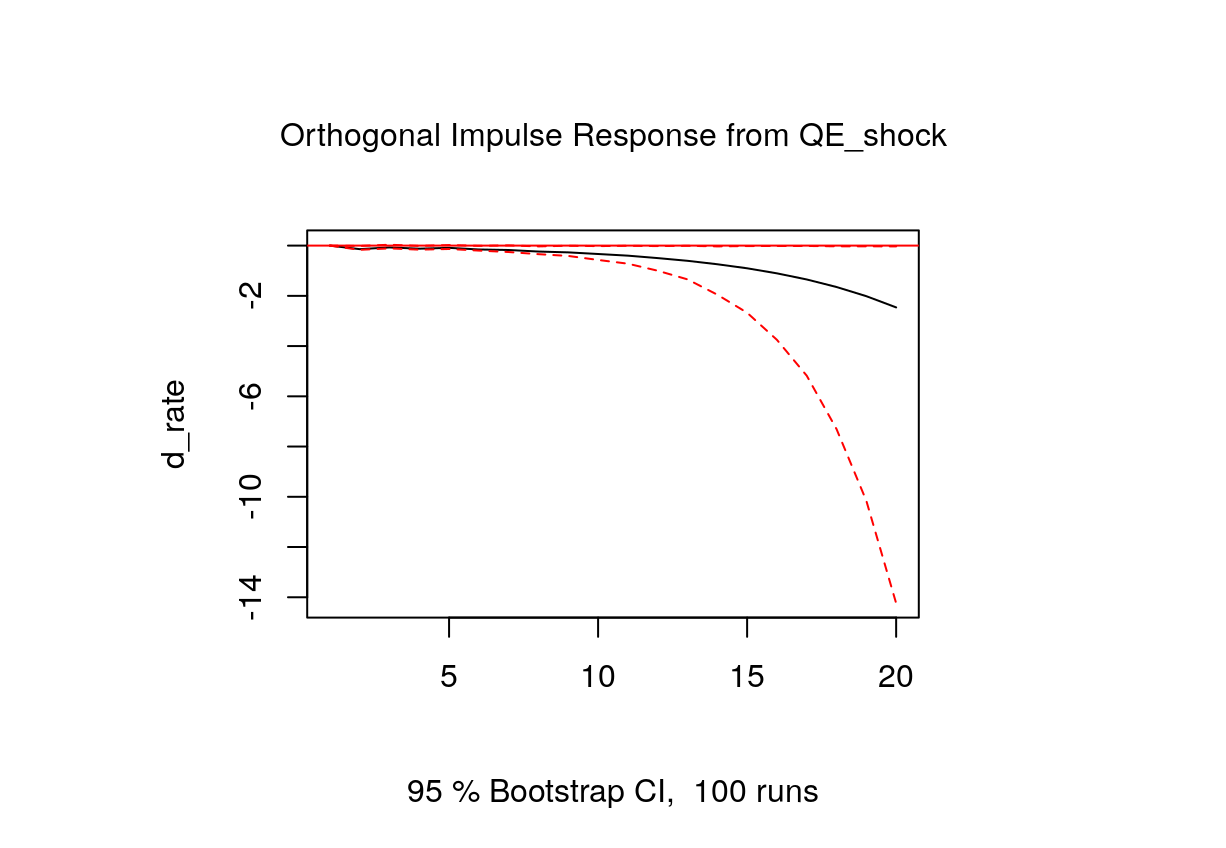 Orthogonal Impulse Response from QE_shock
d_rate
-2
-6
-10
-14
5 10 15 20
95 % Bootstrap CI,  100 runs